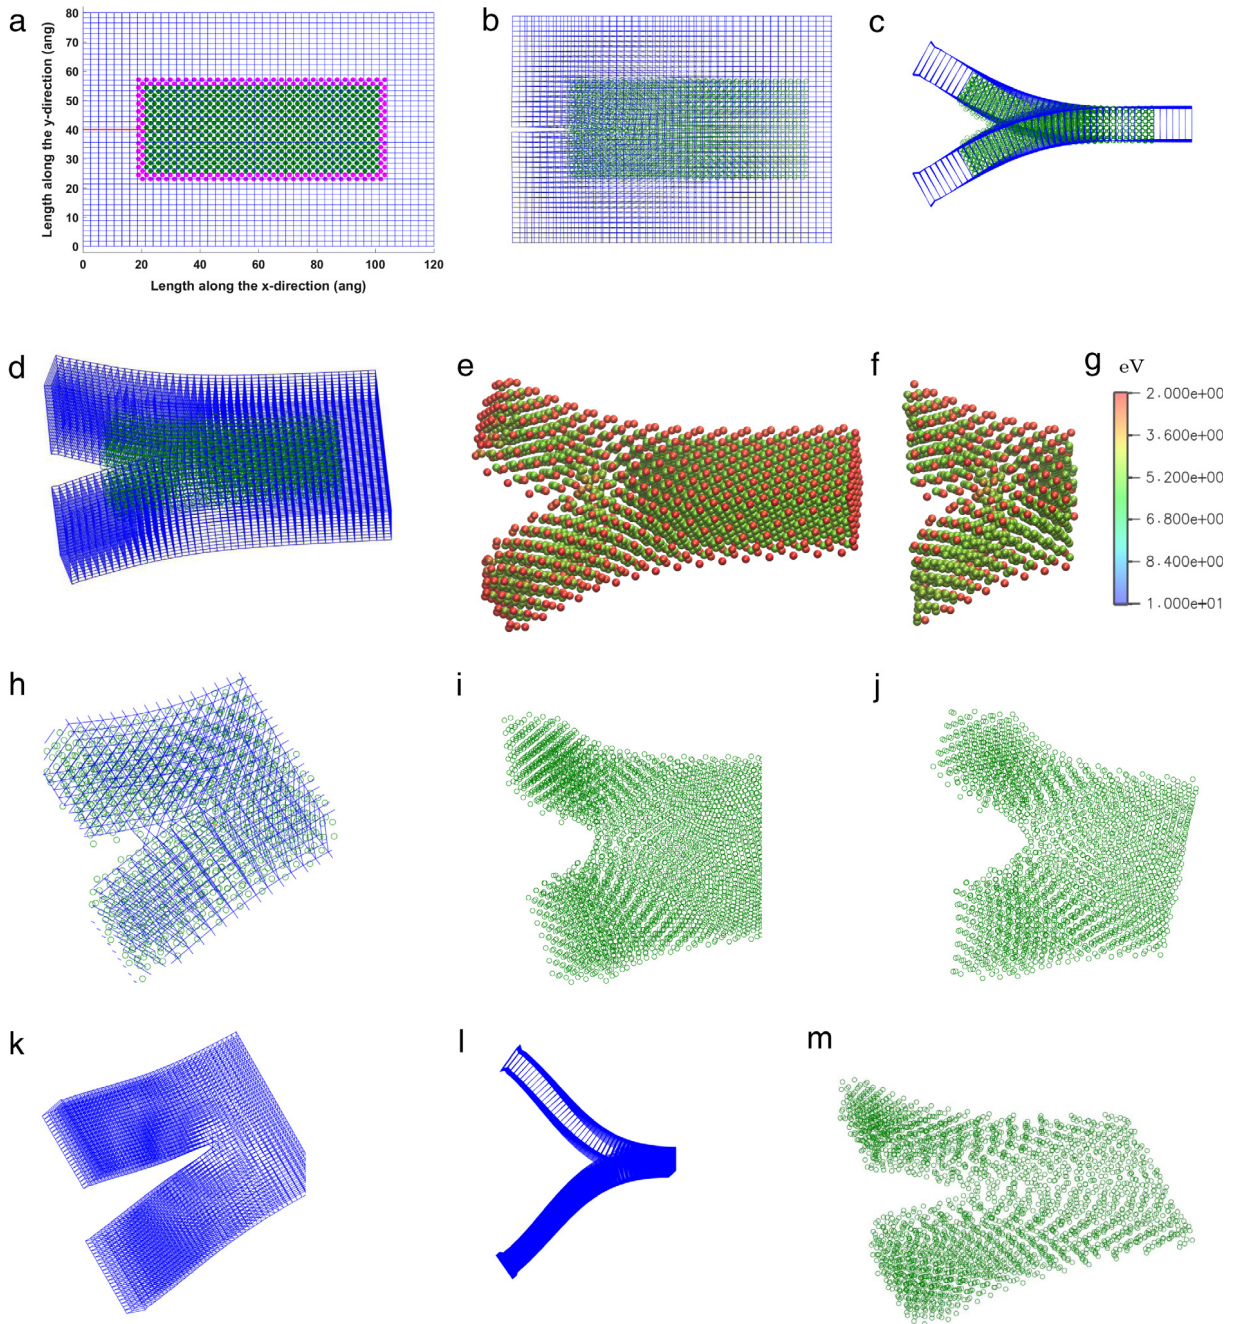 a
80
70
60
50
40
30
20
10
0
Length along the y-direction (ang)
0 20 40 60 80 100 120
Length along the x-direction (ang)
b
c
d
e
f
g
eV
2.000e+00
3.600e+00
5.200e+00
6.800e+00
8.400e+00
1.000e+01
h
i
j
k
l
m